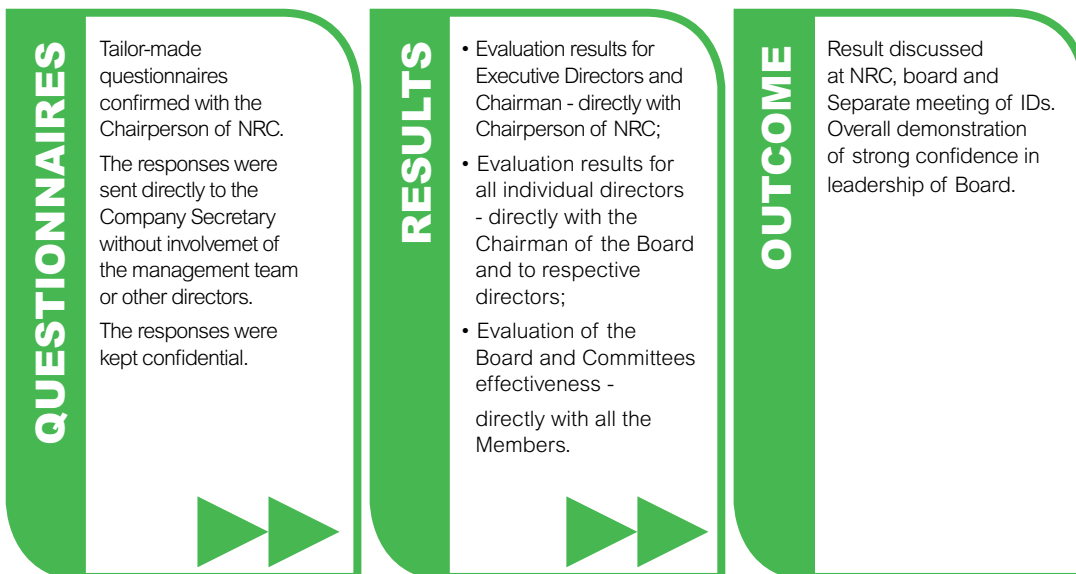 QUESTIONNAIRES
Tailor-made
questionnaires
confirmed with the
Chairperson of NRC.
The responses were
sent directly to the
Company Secretary
without involvemet of
the management team
or other directors.
The responses were
kept confidential.
RESULTS
• Evaluation results for
Executive Directors and
Chairman - directly with
Chairperson of NRC;
• Evaluation results for
all individual directors
- directly with the
Chairman of the Board
and to respective
directors;
• Evaluation of the
Board and Committees
effectiveness -
directly with all the
Members.
OUTCOME
Result discussed
at NRC, board and
Separate meeting of IDs.
Overall demonstration
of strong confidence in
leadership of Board.